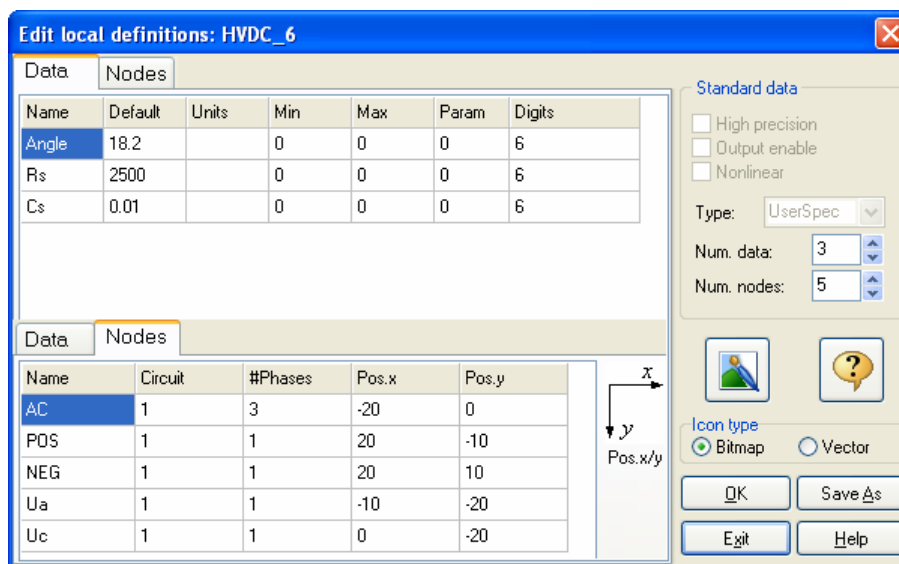 Edit local definitions: HVDC_6
Data Nodes
Name Default Units Min Max Param Digits
Angle 18.2 0 0 0 6
Rs 2500 0 0 0 6
Cs 0.01 0 0 0 6
Data Nodes
Name Circuit #Phases Pos.x Pos.y
AC 1 3 -20 0
POS 1 1 20 -10
NEG 1 1 20 10
Ua 1 1 -10 -20
Uc 1 1 0 -20
x
y
Pos.x/y
Standard data
High precision
Output enable
Nonlinear
Type: UserSpec
Num. data: 3
Num. nodes: 5
?
Icon type
Bitmap Vector
OK Save As
Exit Help